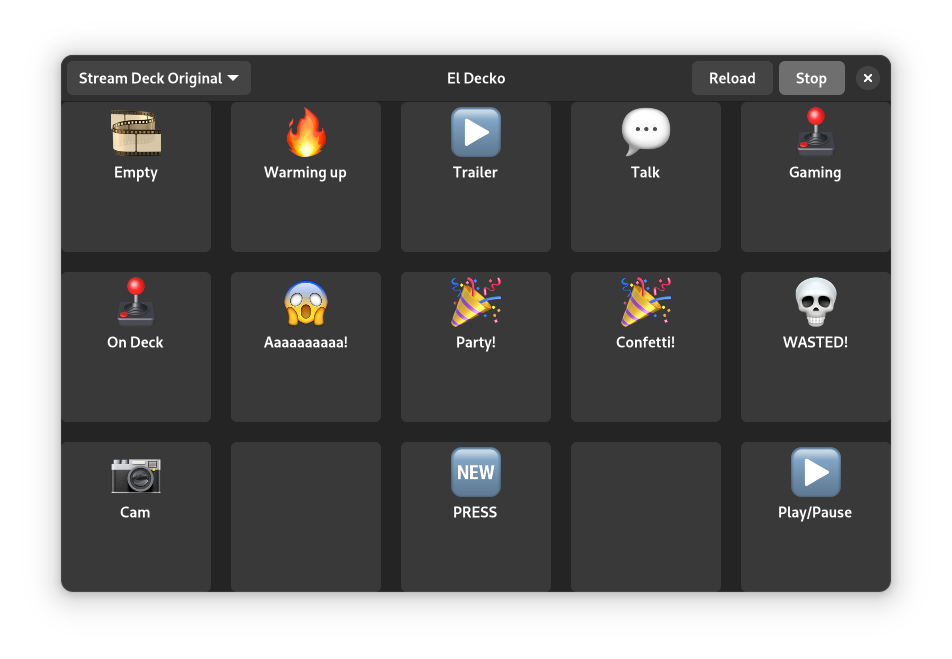 Stream Deck Original
El Decko
Reload
Stop
Empty
Warming up
Trailer
Talk
Gaming
On Deck
Aaaaaaaaaa!
Party!
Confetti!
WASTED!
Cam
NEW
PRESS
Play/Pause